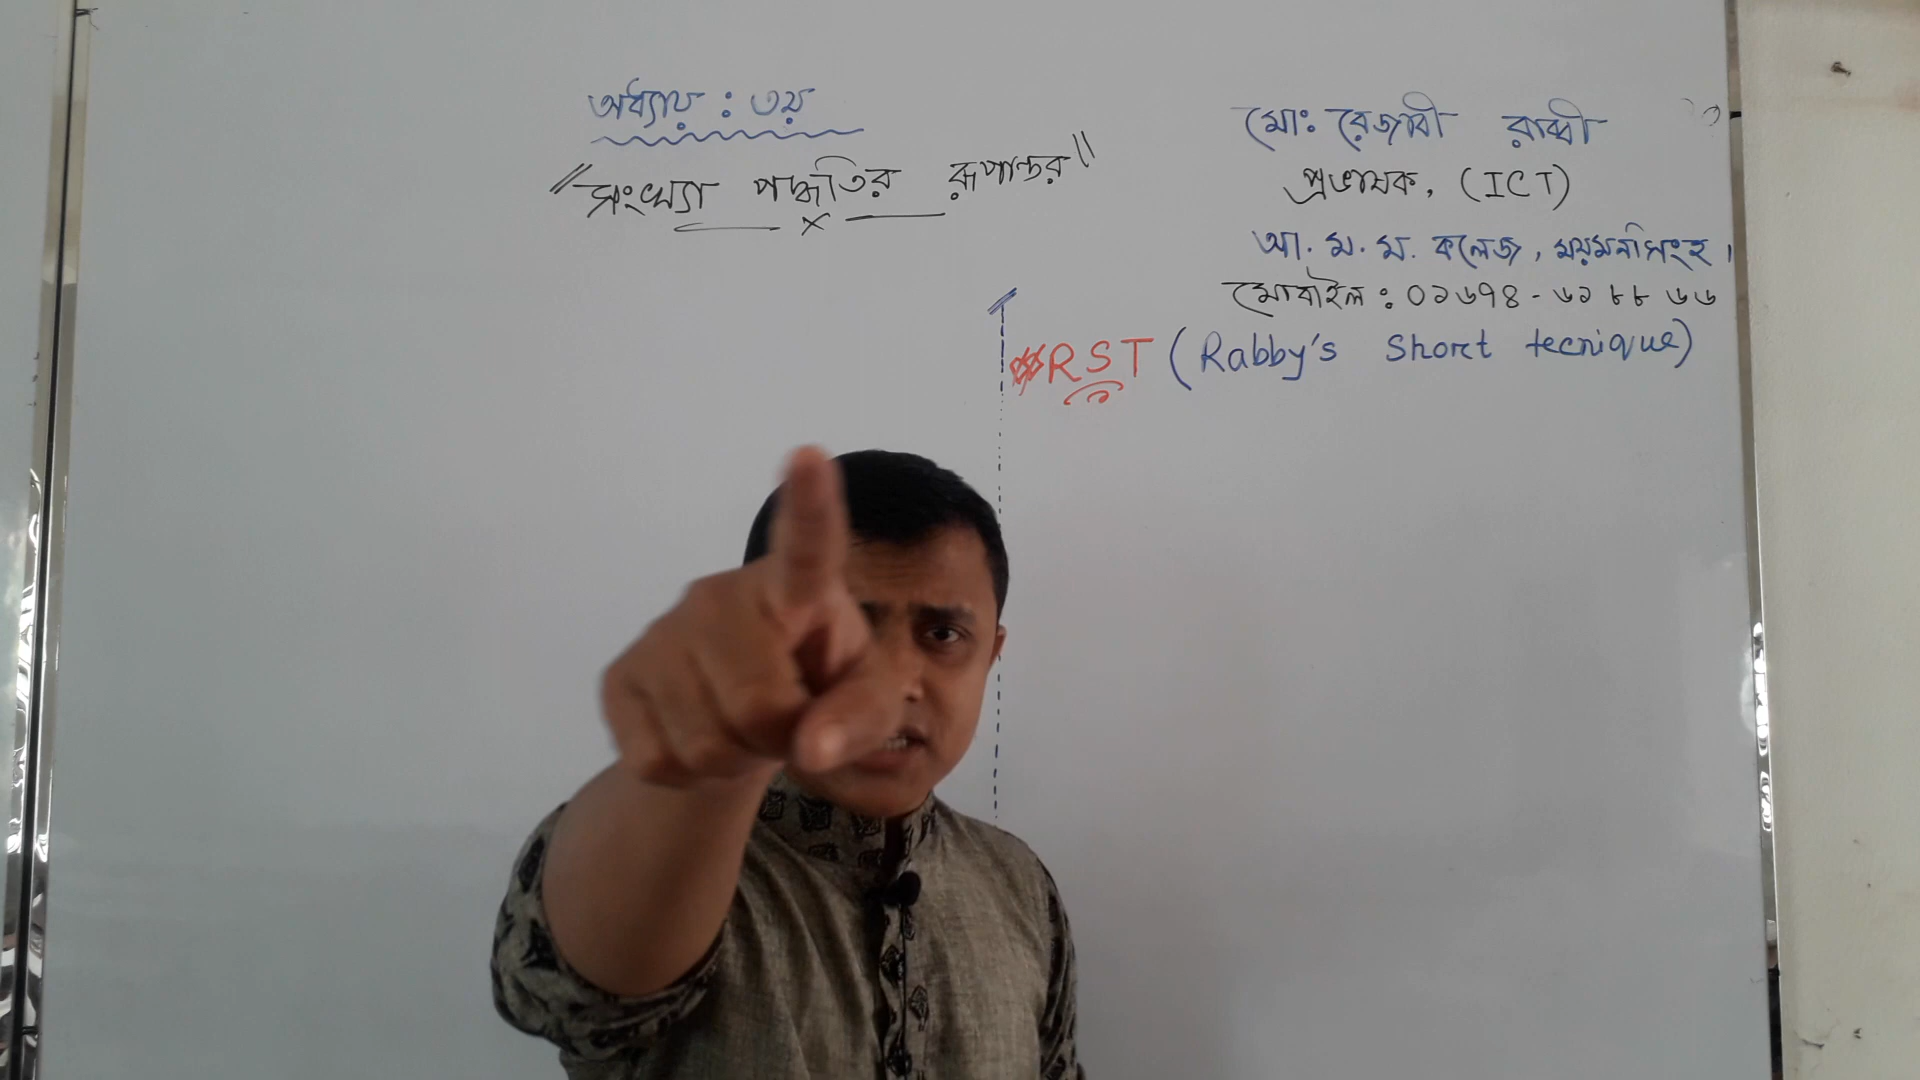 অধ্যায় : ৩য়
"সংখ্যা পদ্ধতির রূপান্তর"
মোঃ রেজাবী রাব্বী
প্রভাষক, (ICT)
আ. ম. ম. কলেজ, ময়মনসিংহ।
মোবাইল : ০১৬৭৪-৬১৮৮৬৬
RST (Rabby's Short tecnique)